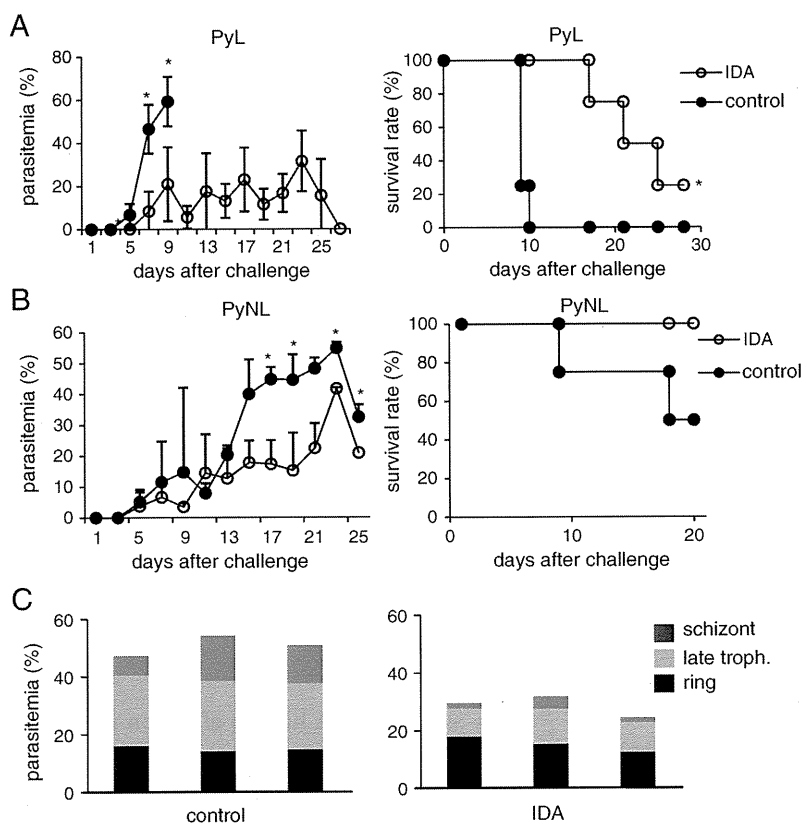 A
PyL
parasitemia (%)
80
60
40
20
0
* * *
1 5 9 13 17 21 25
days after challenge
PyL
survival rate (%)
100
80
60
40
20
0
*
0 10 20 30
days after challenge
IDA
control
B
PyNL
parasitemia (%)
60
50
40
30
20
10
0
* * * *
1 5 9 13 17 21 25
days after challenge
PyNL
survival rate (%)
100
80
60
40
20
0
0 10 20
days after challenge
IDA
control
C
parasitemia (%)
60
40
20
0
control
60
40
20
0
IDA
schizont
late troph.
ring